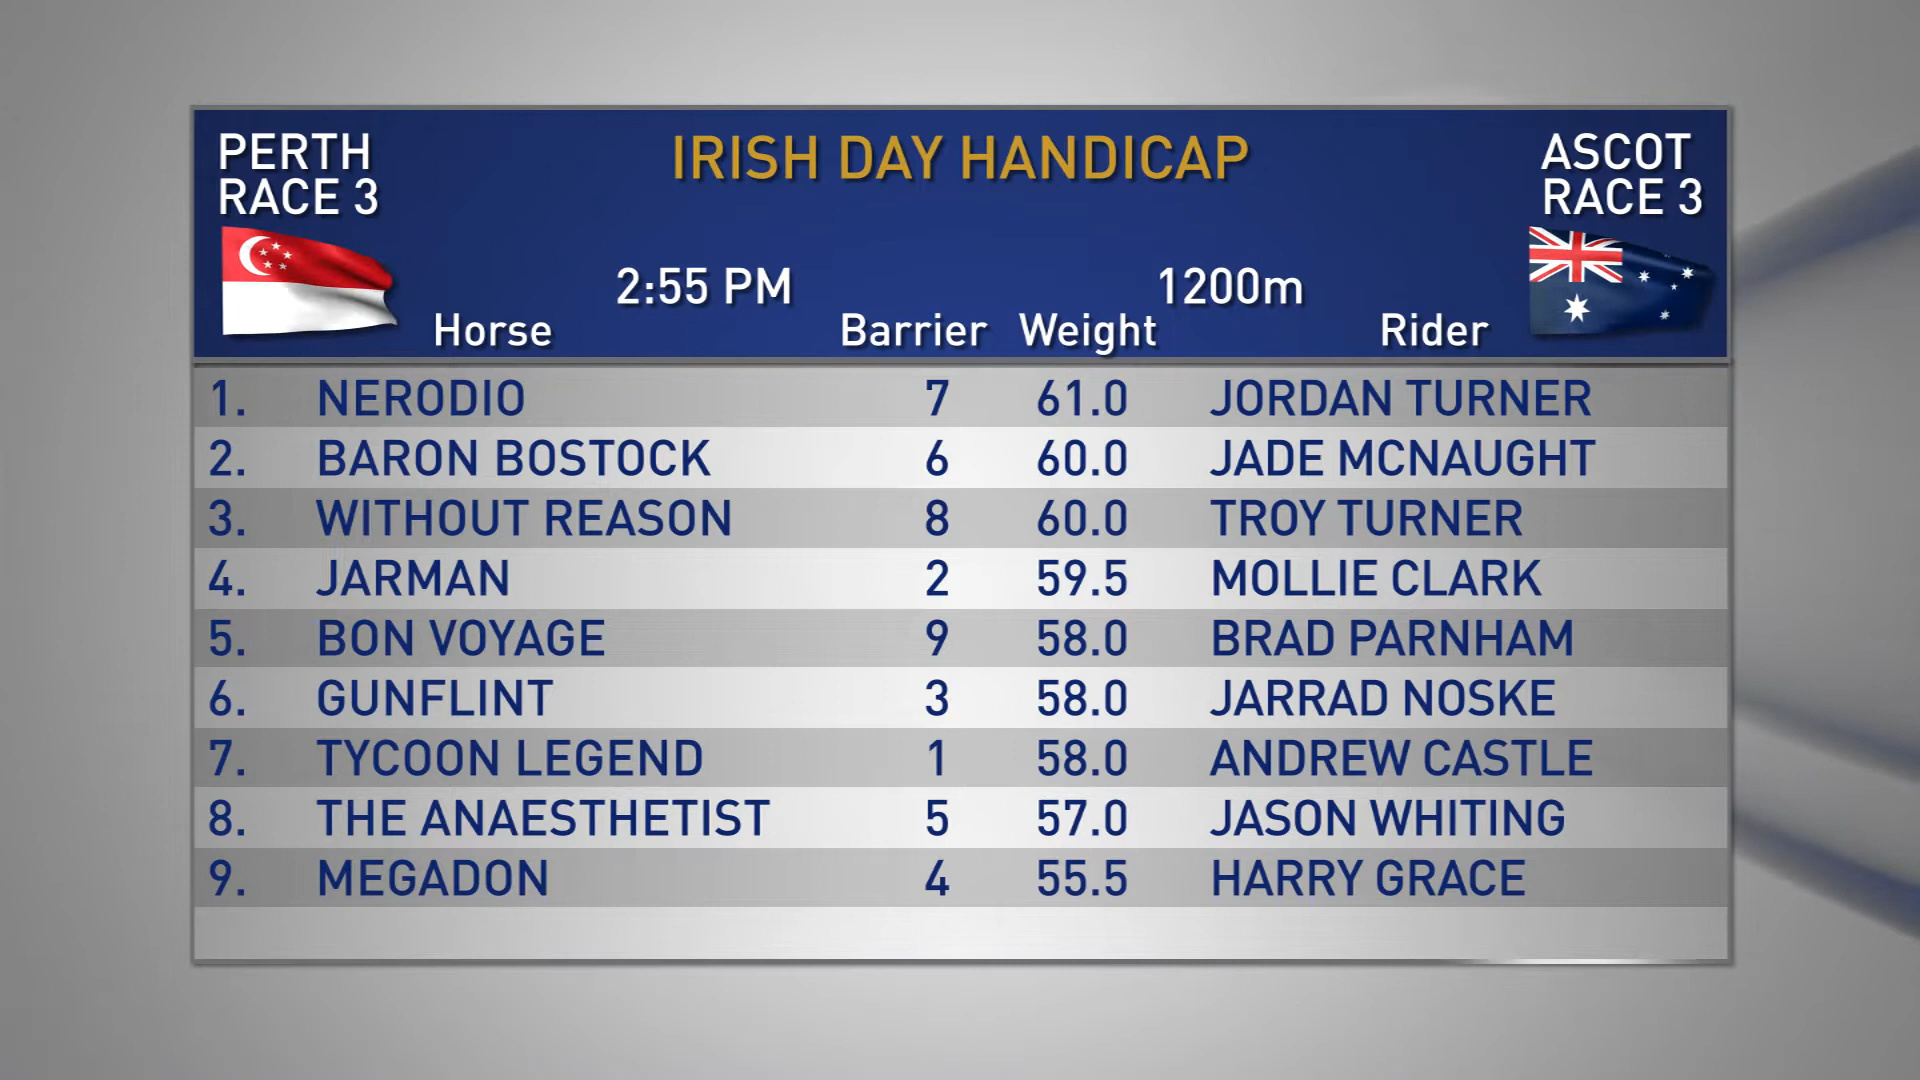 PERTH
RACE 3
IRISH DAY HANDICAP
ASCOT
RACE 3
2:55 PM 1200m
Horse Barrier Weight Rider
1. NERODIO 7 61.0 JORDAN TURNER
2. BARON BOSTOCK 6 60.0 JADE MCNAUGHT
3. WITHOUT REASON 8 60.0 TROY TURNER
4. JARMAN 2 59.5 MOLLIE CLARK
5. BON VOYAGE 9 58.0 BRAD PARNHAM
6. GUNFLINT 3 58.0 JARRAD NOSKE
7. TYCOON LEGEND 1 58.0 ANDREW CASTLE
8. THE ANAESTHETIST 5 57.0 JASON WHITING
9. MEGADON 4 55.5 HARRY GRACE